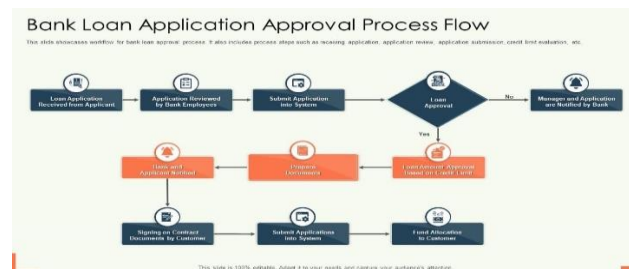 Bank Loan Application Approval Process Flow
This slide showcases workflow for bank loan approval process. It also includes process steps such as receiving application, application review, application submission, credit limit evaluation, etc.
Loan Application
Received from Applicant
Application Reviewed
by Bank Employees
Submit Application
into System
Loan
Approval
No
Manager and Application
are Notified by Bank
Yes
Bank and
Applicant Notified
Prepare
Documents
Loan Amount Approval
Based on Credit Limit
Signing on Contract
Documents by Customer
Submit Applications
Into System
Fund Allocation
to Customer
This slide is 100% editable. Adapt it to your needs and capture your audience's attention.